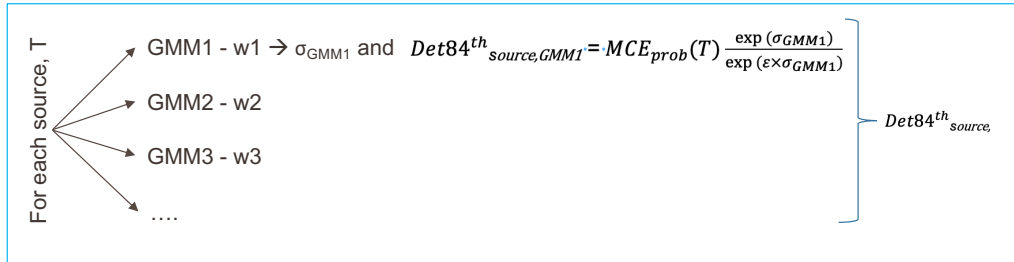 For each source, T
GMM1 - w1 → σGMM1 and Det84ᵗʰsource,GMM1 = MCEprob(T) exp (σGMM1) / exp (ε×σGMM1)
GMM2 - w2
GMM3 - w3
....
Det84ᵗʰsource,